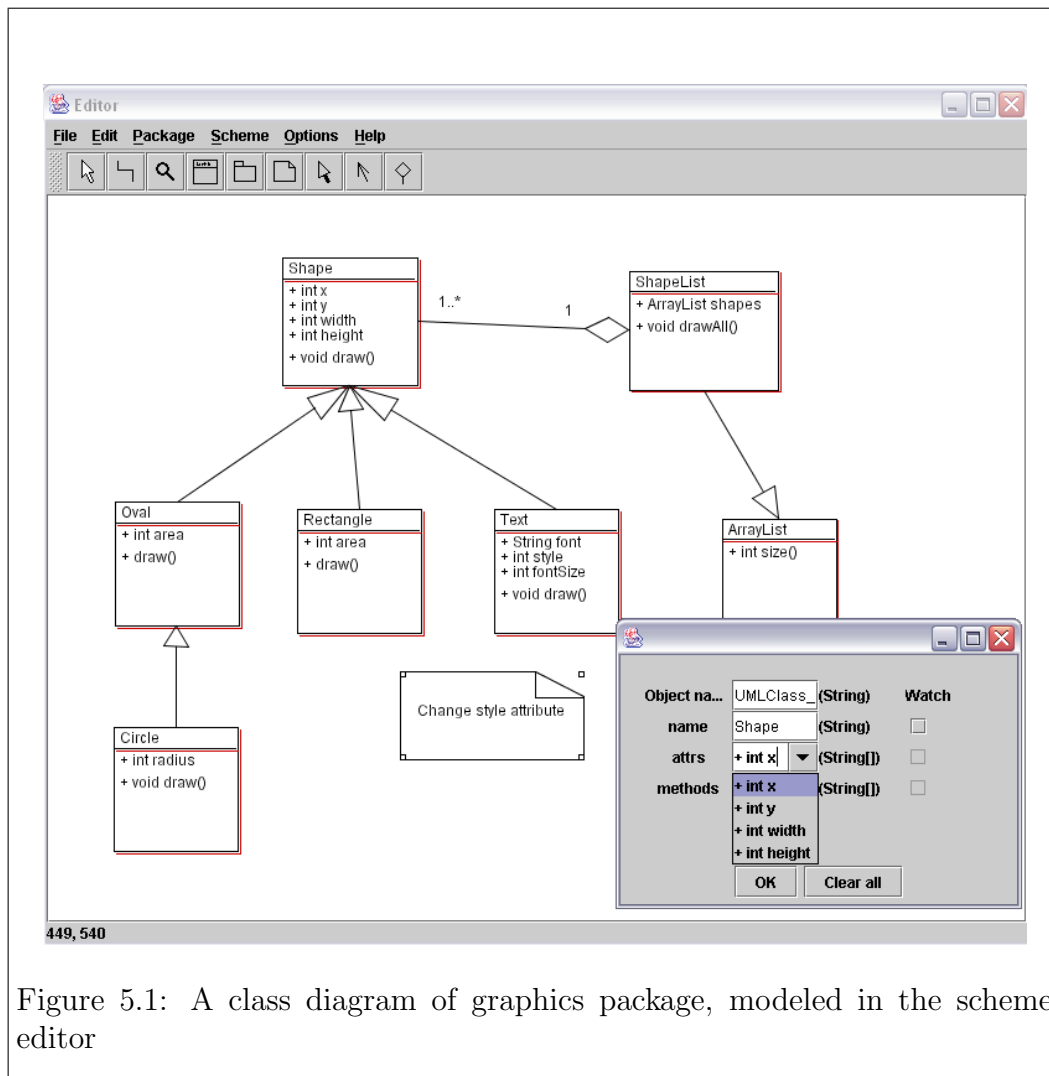 Editor
File Edit Package Scheme Options Help
Shape
+ int x
+ int y
+ int width
+ int height
+ void draw()
1..*
1
ShapeList
+ ArrayList shapes
+ void drawAll()
Oval
+ int area
+ draw()
Rectangle
+ int area
+ draw()
Text
+ String font
+ int style
+ int fontSize
+ void draw()
ArrayList
+ int size()
Circle
+ int radius
+ void draw()
Change style attribute
Object na... UMLClass_ (String) Watch
name Shape (String)
attrs + int x (String[])
methods + int x (String[])
+ int y
+ int width
+ int height
OK Clear all
449, 540
Figure 5.1: A class diagram of graphics package, modeled in the scheme
editor